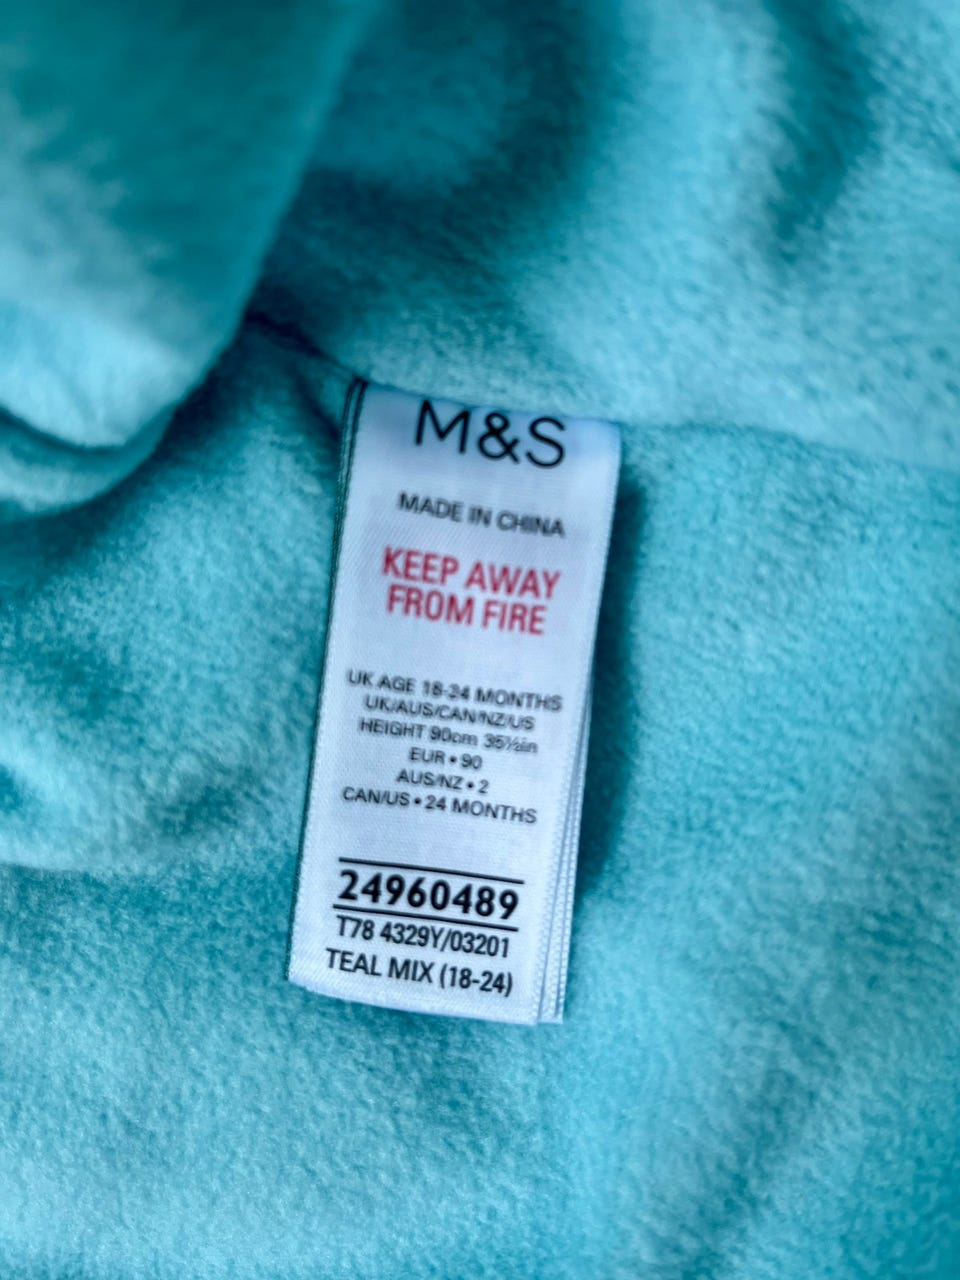 M&S
MADE IN CHINA
KEEP AWAY
FROM FIRE
UK AGE 18-24 MONTHS
UK/AUS/CAN/NZ/US
HEIGHT 90cm 35½in
EUR • 90
AUS/NZ • 2
CAN/US • 24 MONTHS
24960489
T78 4329Y/03201
TEAL MIX (18-24)